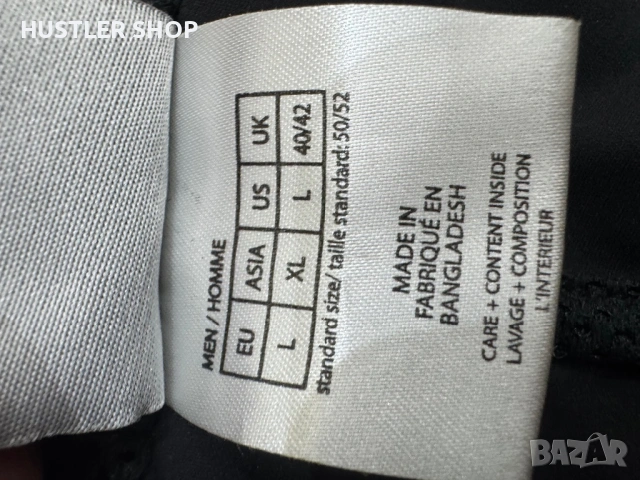 HUSTLER SHOP
MEN / HOMME
EU ASIA US UK
L XL L 40/42
standard size/ taille standard: 50/52
MADE IN
FABRIQUÉ EN
BANGLADESH
CARE + CONTENT INSIDE
LAVAGE + COMPOSITION
L'INTERIEUR
BAZAR